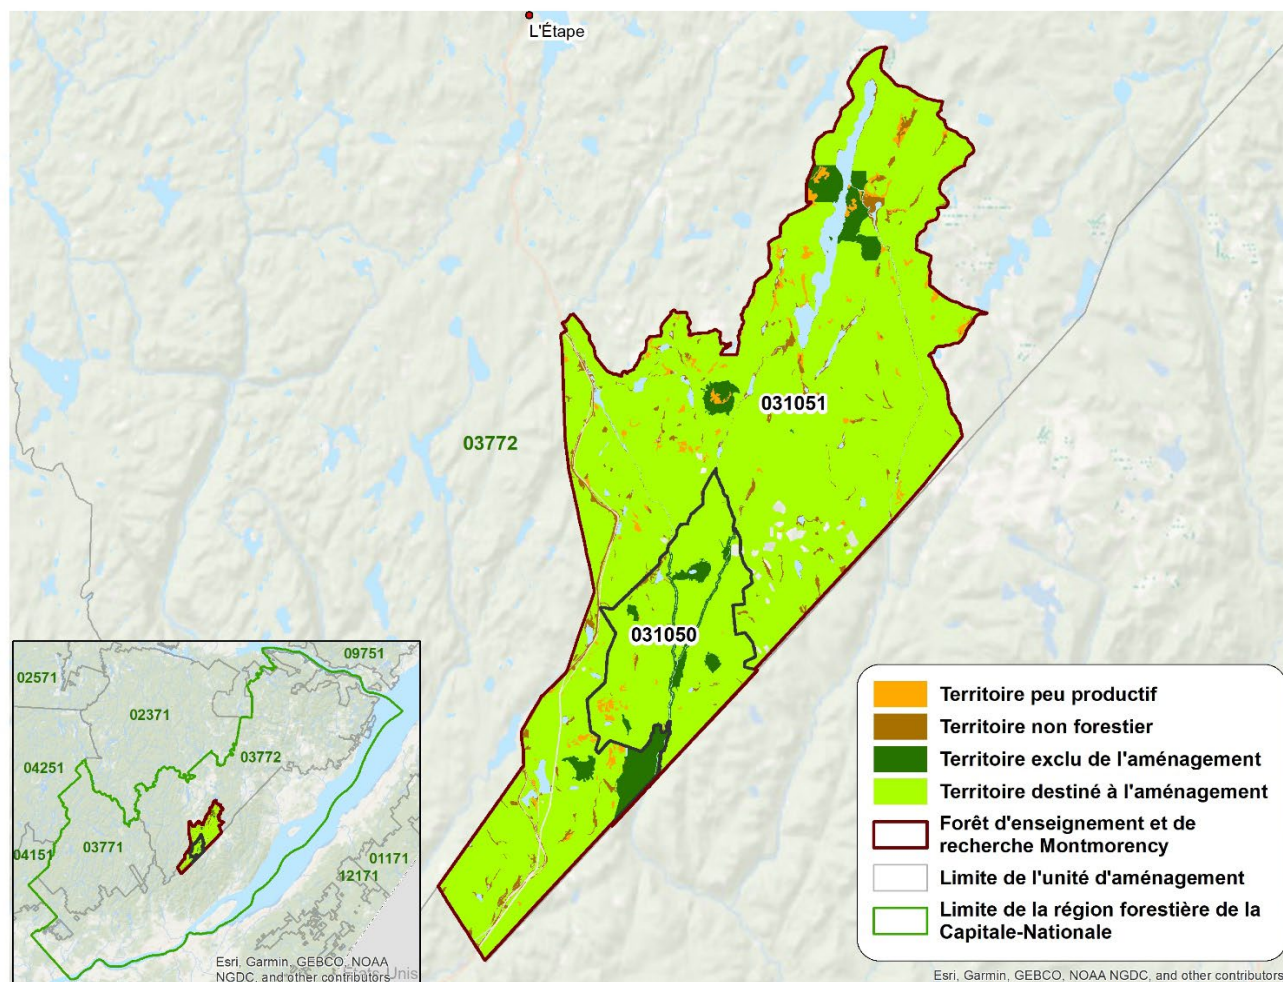 L'Étape
031051
03772
031050
09751
02571
02371
03772
04251
03771
04151
01171
12171
Esri, Garmin, GEBCO, NOAA
NGDC, and other contributors
États Unis
Territoire peu productif
Territoire non forestier
Territoire exclu de l'aménagement
Territoire destiné à l'aménagement
Forêt d'enseignement et de
recherche Montmorency
Limite de l'unité d'aménagement
Limite de la région forestière de la
Capitale-Nationale
Esri, Garmin, GEBCO, NOAA NGDC, and other contributors